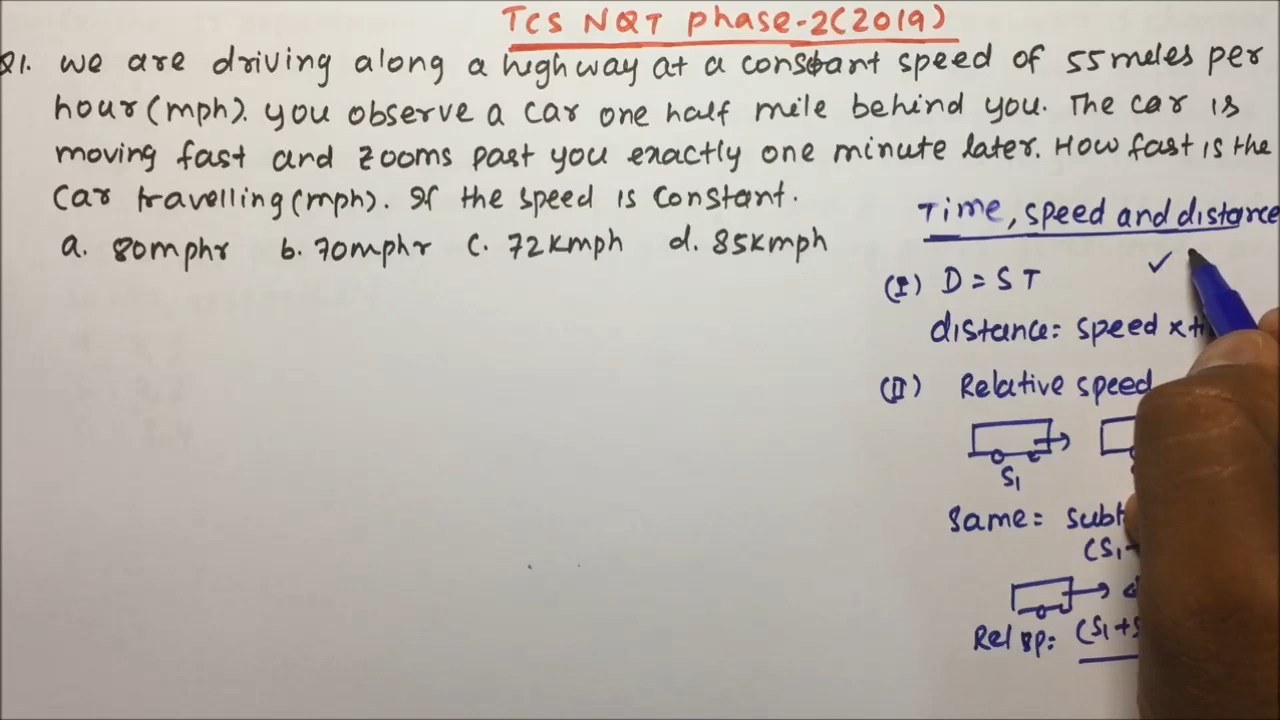 TCS NQT Phase-2(2019)
Q1. We are driving along a highway at a constant speed of 55 meles per
hour(mph). you observe a car one half mile behind you. The car is
moving fast and zooms past you exactly one minute later. How fast is the
Car travelling(mph). If the speed is Constant.
a. 80mphr b. 70mphr c. 72kmph d. 85kmph
Time, speed and distance
(I) D = S T
distance: speed x
(II) Relative speed
S1
Same:
(S1
Rel sp: (S1+